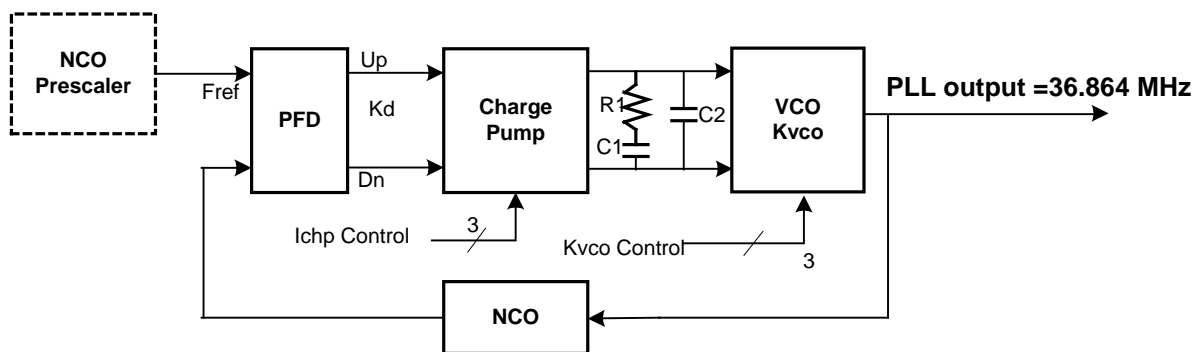 NCO
Prescaler
Fref
PFD
Up
Kd
Dn
Charge
Pump
R1
C1
C2
VCO
Kvco
PLL output =36.864 MHz
Ichp Control
3
Kvco Control
3
NCO